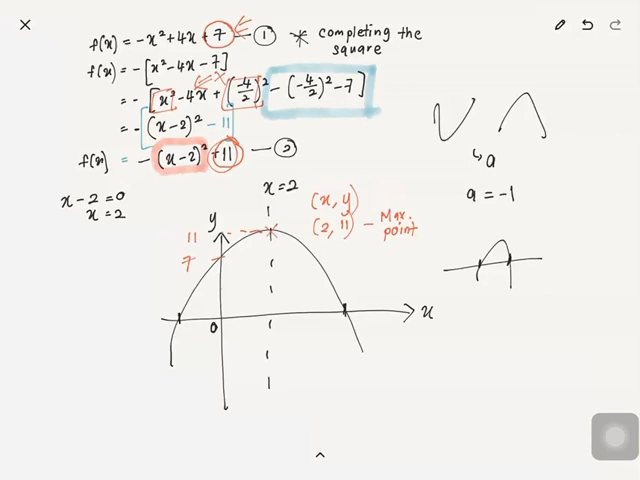 f(x) = -x² + 4x + 7 — ①
* completing the square
f(x) = -[x² - 4x - 7]
= -[x² - 4x + (-4/2)² - (-4/2)² - 7]
x
= -(x - 2)² - 11
f(x) = -(x - 2)² + 11 — ②
a
a = -1
x - 2 = 0
x = 2
x = 2
(x, y)
(2, 11) - Max. point
y
11
7
0
x